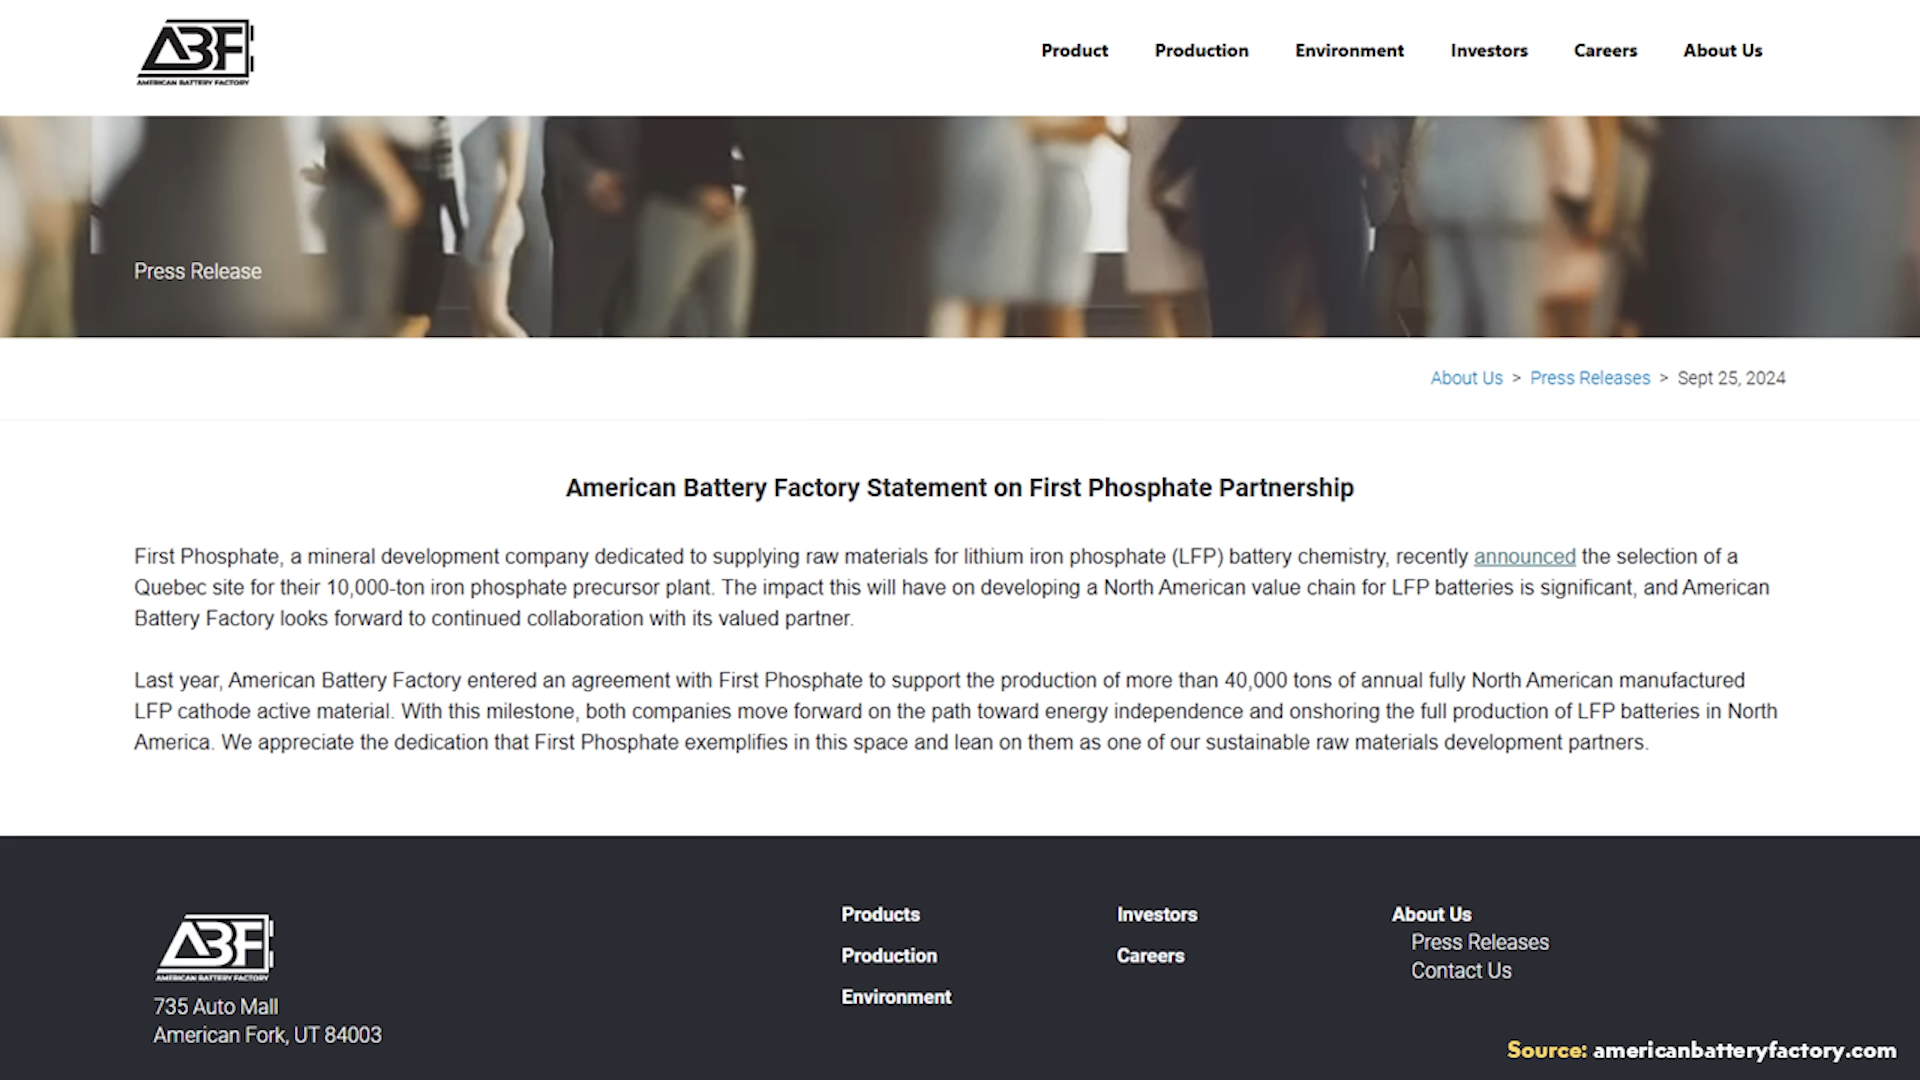 ABF
AMERICAN BATTERY FACTORY
Product Production Environment Investors Careers About Us
Press Release
About Us > Press Releases > Sept 25, 2024
American Battery Factory Statement on First Phosphate Partnership
First Phosphate, a mineral development company dedicated to supplying raw materials for lithium iron phosphate (LFP) battery chemistry, recently announced the selection of a
Quebec site for their 10,000-ton iron phosphate precursor plant. The impact this will have on developing a North American value chain for LFP batteries is significant, and American
Battery Factory looks forward to continued collaboration with its valued partner.
Last year, American Battery Factory entered an agreement with First Phosphate to support the production of more than 40,000 tons of annual fully North American manufactured
LFP cathode active material. With this milestone, both companies move forward on the path toward energy independence and onshoring the full production of LFP batteries in North
America. We appreciate the dedication that First Phosphate exemplifies in this space and lean on them as one of our sustainable raw materials development partners.
ABF
AMERICAN BATTERY FACTORY
735 Auto Mall
American Fork, UT 84003
Products
Production
Environment
Investors
Careers
About Us
Press Releases
Contact Us
Source: americanbatteryfactory.com